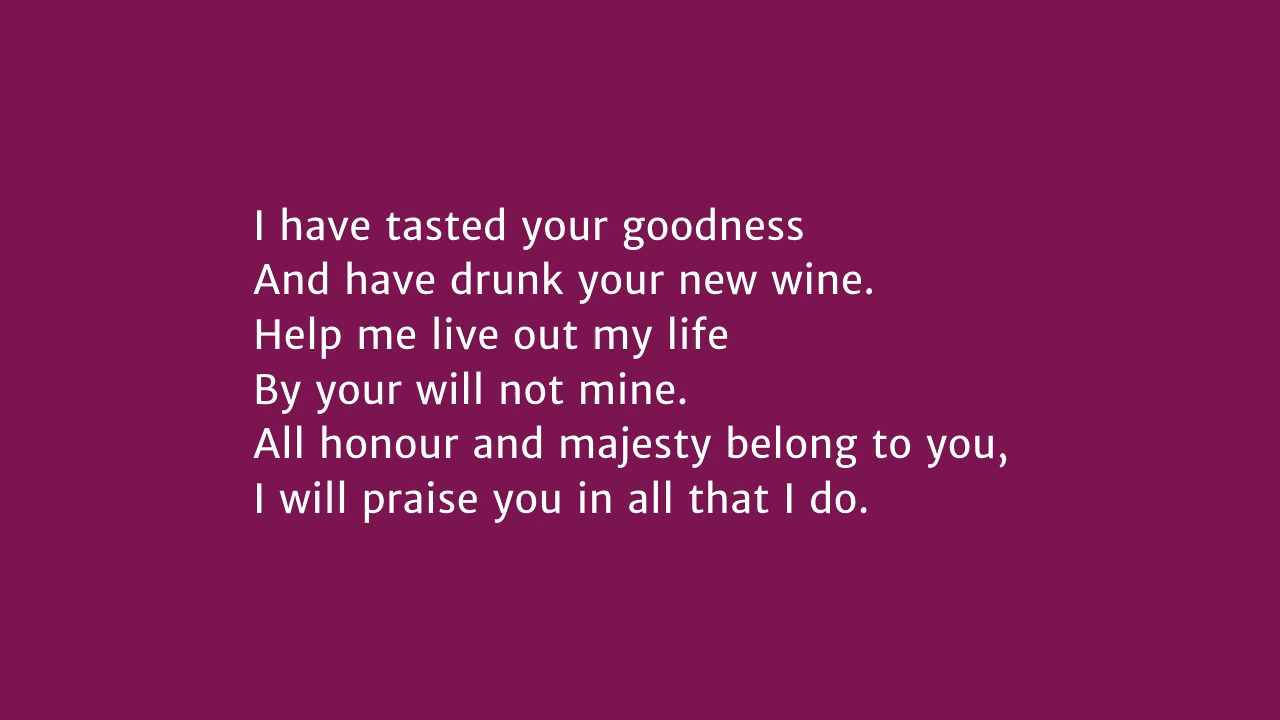 I have tasted your goodness
And have drunk your new wine.
Help me live out my life
By your will not mine.
All honour and majesty belong to you,
I will praise you in all that I do.